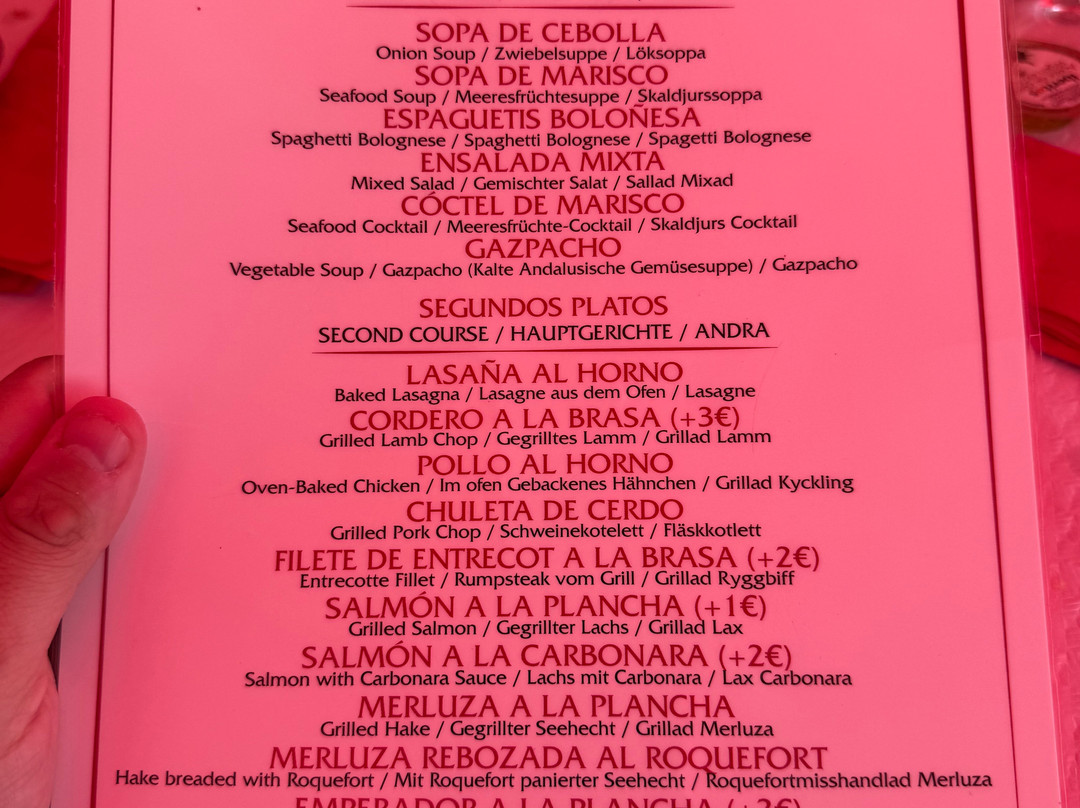 SOPA DE CEBOLLA
Onion Soup / Zwiebelsuppe / Löksoppa
SOPA DE MARISCO
Seafood Soup / Meeresfrüchtesuppe / Skaldjurssoppa
ESPAGUETIS BOLOÑESA
Spaghetti Bolognese / Spaghetti Bolognese / Spagetti Bolognese
ENSALADA MIXTA
Mixed Salad / Gemischter Salat / Sallad Mixad
CÓCTEL DE MARISCO
Seafood Cocktail / Meeresfrüchte-Cocktail / Skaldjurs Cocktail
GAZPACHO
Vegetable Soup / Gazpacho (Kalte Andalusische Gemüsesuppe) / Gazpacho
SEGUNDOS PLATOS
SECOND COURSE / HAUPTGERICHTE / ANDRA
LASAÑA AL HORNO
Baked Lasagna / Lasagne aus dem Ofen / Lasagne
CORDERO A LA BRASA (+3€)
Grilled Lamb Chop / Gegrilltes Lamm / Grillad Lamm
POLLO AL HORNO
Oven-Baked Chicken / Im ofen Gebackenes Hähnchen / Grillad Kyckling
CHULETA DE CERDO
Grilled Pork Chop / Schweinekotelett / Fläskkotlett
FILETE DE ENTRECOT A LA BRASA (+2€)
Entrecotte Fillet / Rumpsteak vom Grill / Grillad Ryggbiff
SALMÓN A LA PLANCHA (+1€)
Grilled Salmon / Gegrillter Lachs / Grillad Lax
SALMÓN A LA CARBONARA (+2€)
Salmon with Carbonara Sauce / Lachs mit Carbonara / Lax Carbonara
MERLUZA A LA PLANCHA
Grilled Hake / Gegrillter Seehecht / Grillad Merluza
MERLUZA REBOZADA AL ROQUEFORT
Hake breaded with Roquefort / Mit Roquefort panierter Seehecht / Roquefortmisshandlad Merluza
EMPERADOR A LA PLANCHA